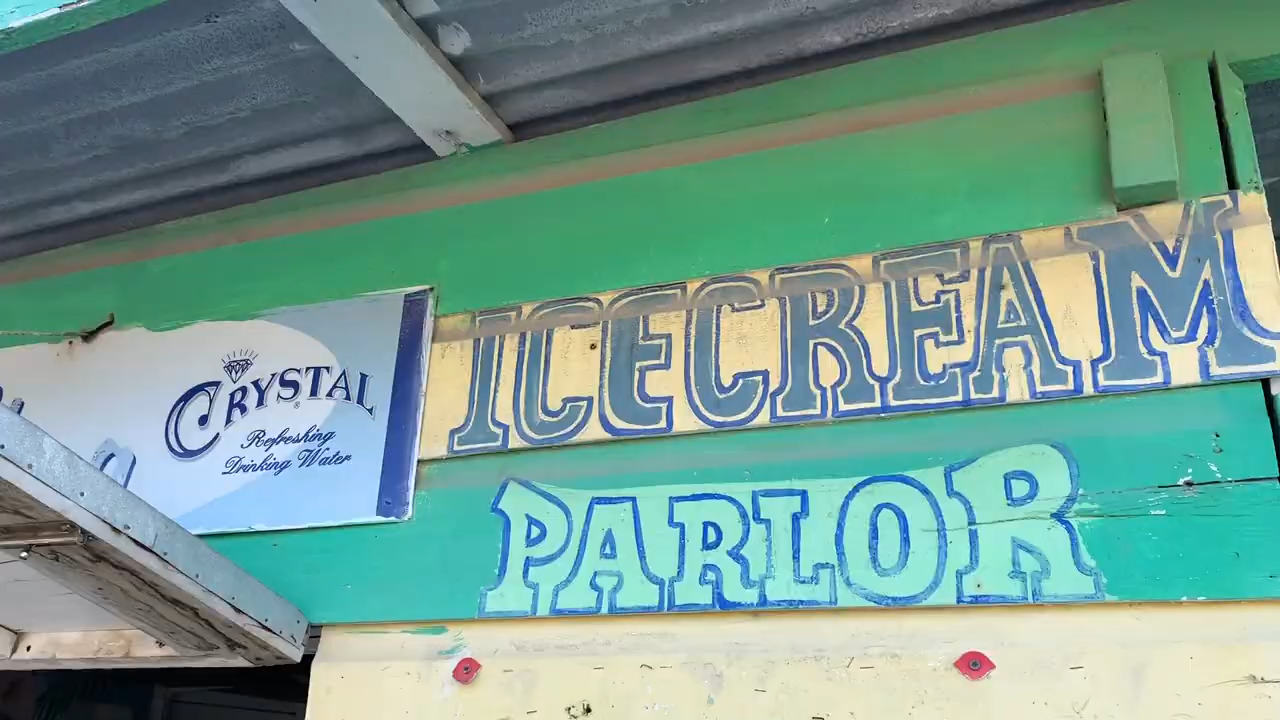 CRYSTAL
®
Refreshing
Drinking Water
ICECREAM
PARLOR